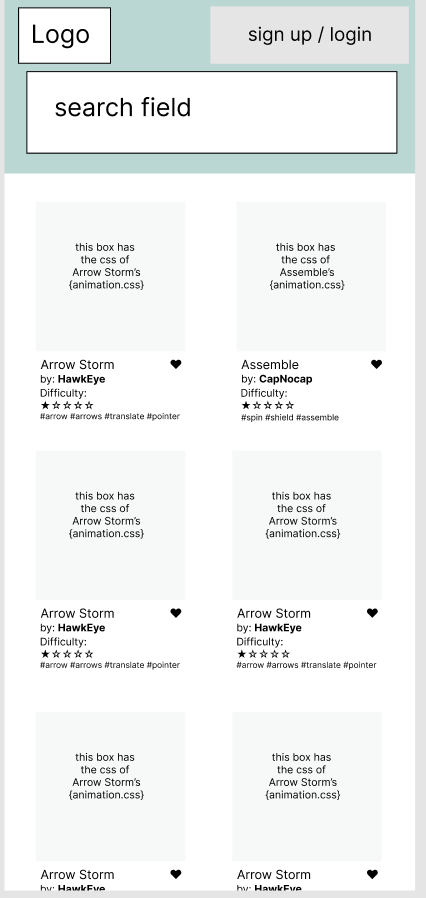 Logo
sign up / login
search field
this box has
the css of
Arrow Storm's
{animation.css}
Arrow Storm ♥
by: HawkEye
Difficulty:
★☆☆☆☆
#arrow #arrows #translate #pointer
this box has
the css of
Assemble's
{animation.css}
Assemble ♥
by: CapNocap
Difficulty:
★☆☆☆☆
#spin #shield #assemble
this box has
the css of
Arrow Storm's
{animation.css}
Arrow Storm ♥
by: HawkEye
Difficulty:
★☆☆☆☆
#arrow #arrows #translate #pointer
this box has
the css of
Arrow Storm's
{animation.css}
Arrow Storm ♥
by: HawkEye
Difficulty:
★☆☆☆☆
#arrow #arrows #translate #pointer
this box has
the css of
Arrow Storm's
{animation.css}
Arrow Storm ♥
by: HawkEye
this box has
the css of
Arrow Storm's
{animation.css}
Arrow Storm ♥
by: HawkEye